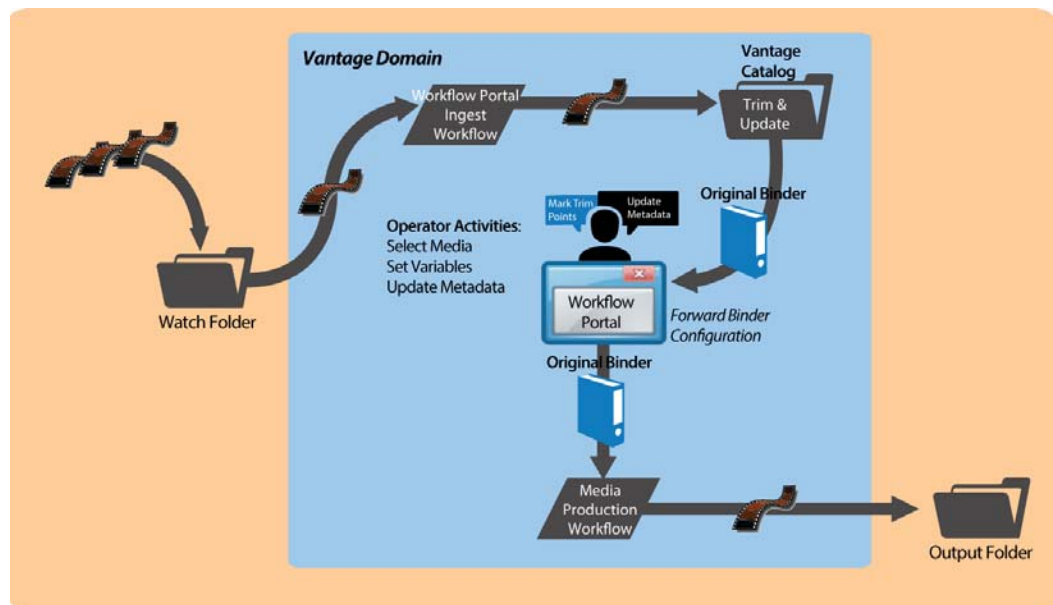 Vantage Domain
Vantage
Catalog
Workflow Portal
Ingest
Workflow
Trim &
Update
Original Binder
Mark Trim
Points
Update
Metadata
Operator Activities:
Select Media
Set Variables
Update Metadata
Watch Folder
Workflow
Portal
Forward Binder
Configuration
Original Binder
Media
Production
Workflow
Output Folder